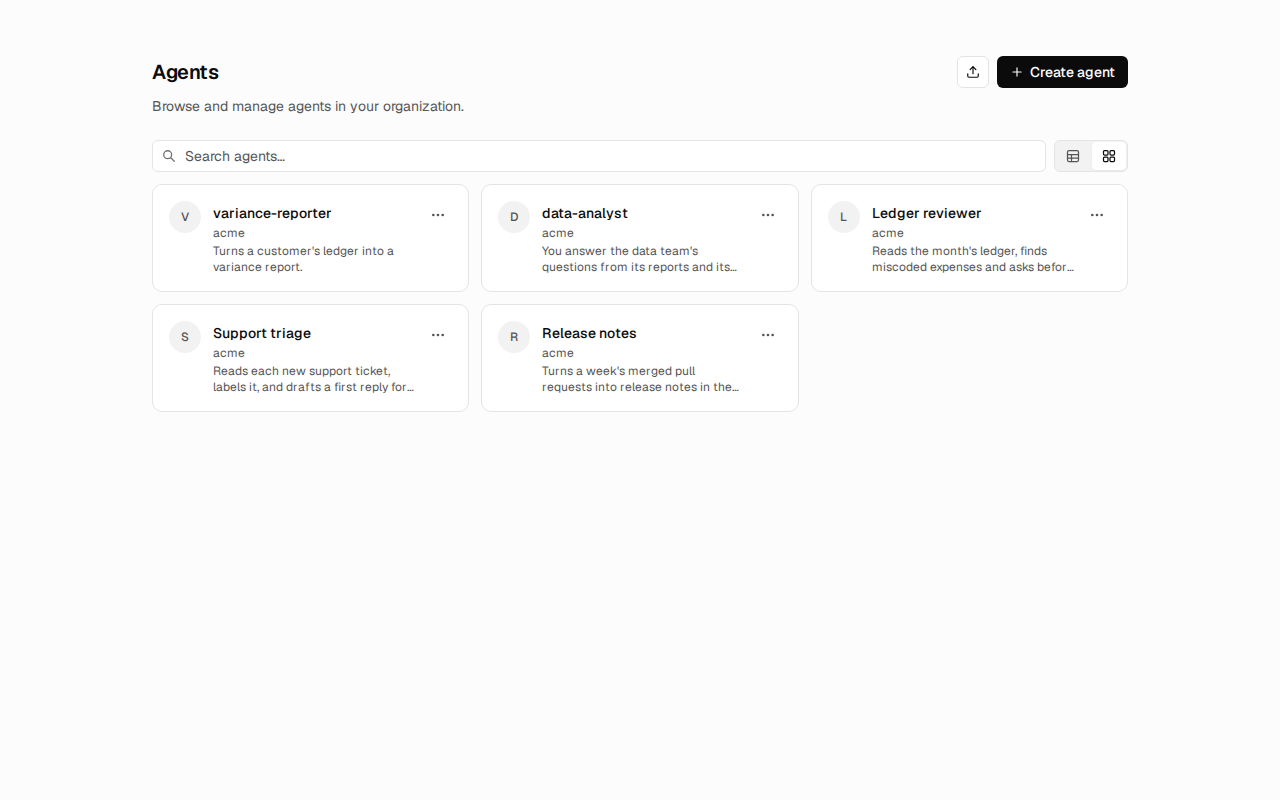 Agents
Create agent
Browse and manage agents in your organization.
Search agents…
V
variance-reporter
acme
Turns a customer's ledger into a
variance report.
D
data-analyst
acme
You answer the data team's
questions from its reports and its…
L
Ledger reviewer
acme
Reads the month's ledger, finds
miscoded expenses and asks befor…
S
Support triage
acme
Reads each new support ticket,
labels it, and drafts a first reply for…
R
Release notes
acme
Turns a week's merged pull
requests into release notes in the…